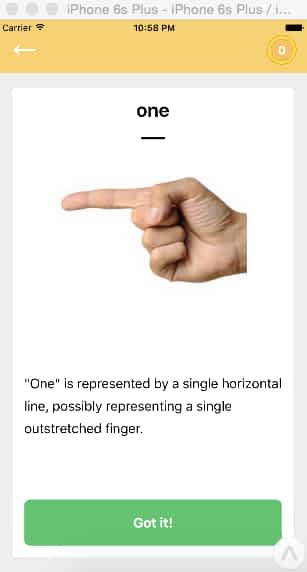 iPhone 6s Plus - iPhone 6s Plus / i...
Carrier 10:58 PM
0
one
"One" is represented by a single horizontal
line, possibly representing a single
outstretched finger.
Got it!